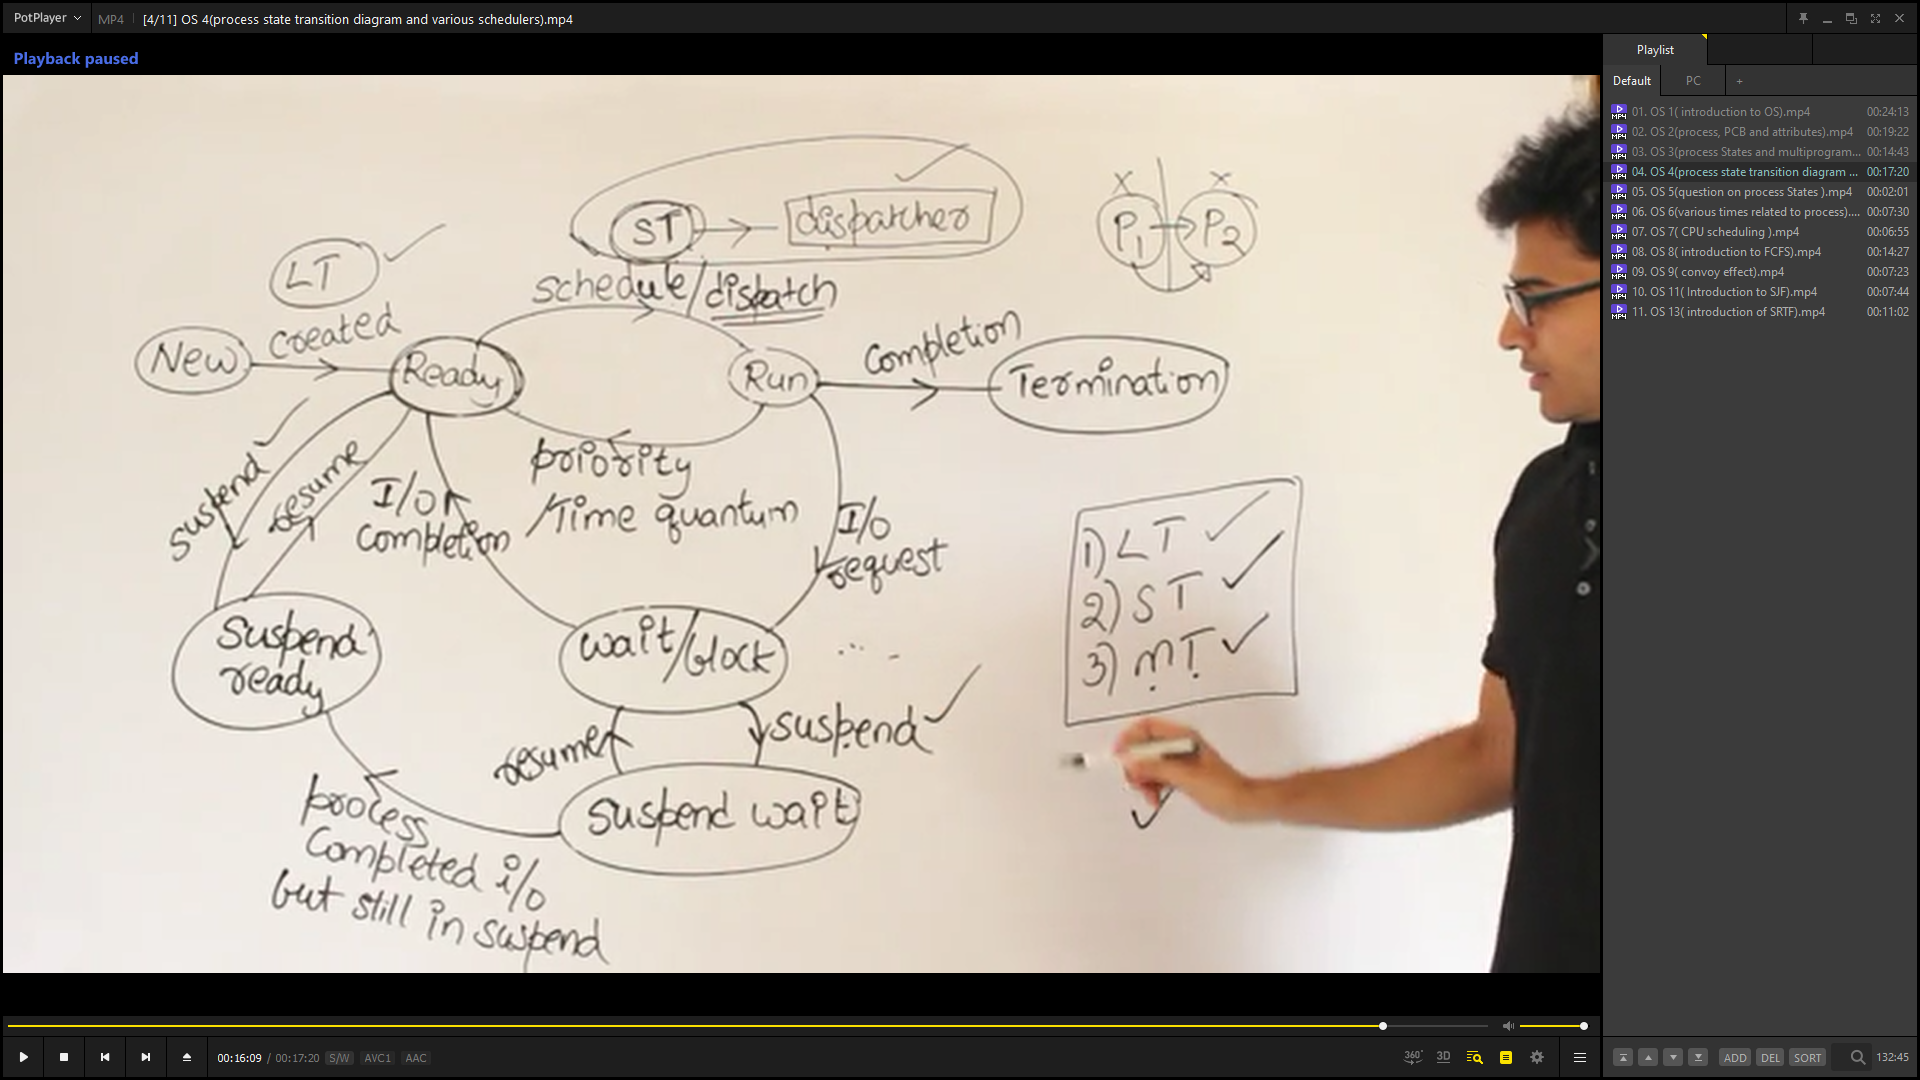 PotPlayer
MP4
[4/11] OS 4(process state transition diagram and various schedulers).mp4
Playback paused
ST
dispatcher
P1
P2
LT
schedule/dispatch
New
created
Ready
Run
completion
Termination
suspend
resume
I/O
completion
priority
/Time quantum
I/O
request
1) LT
2) ST
3) MT
suspend
ready
wait/block
resume
suspend
suspend wait
process
completed i/o
but still in suspend
00:16:09 / 00:17:20 S/W AVC1 AAC
360°
3D
Playlist
Default
PC
+
01. OS 1( introduction to OS).mp4 00:24:13
02. OS 2(process, PCB and attributes).mp4 00:19:22
03. OS 3(process States and multiprogram... 00:14:43
04. OS 4(process state transition diagram ... 00:17:20
05. OS 5(question on process States ).mp4 00:02:01
06. OS 6(various times related to process).... 00:07:30
07. OS 7( CPU scheduling ).mp4 00:06:55
08. OS 8( introduction to FCFS).mp4 00:14:27
09. OS 9( convoy effect).mp4 00:07:23
10. OS 11( Introduction to SJF).mp4 00:07:44
11. OS 13( introduction of SRTF).mp4 00:11:02
ADD
DEL
SORT
132:45